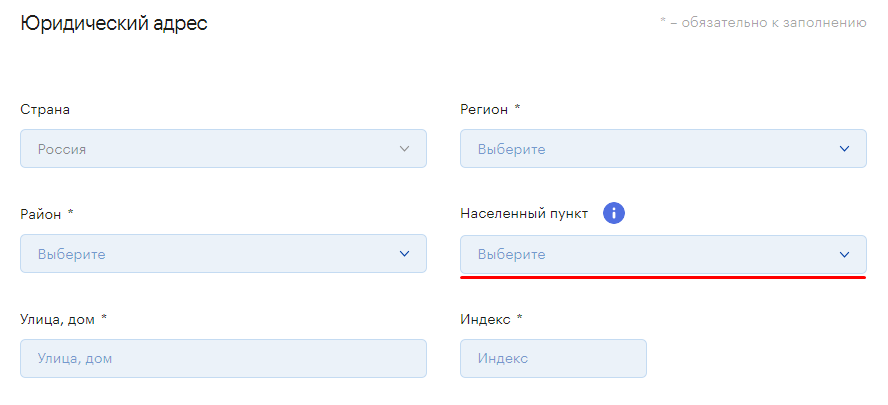 Юридический адрес
* – обязательно к заполнению
Страна
Регион *
Россия
Выберите
Район *
Населенный пункт
Выберите
Выберите
Улица, дом *
Индекс *
Улица, дом
Индекс